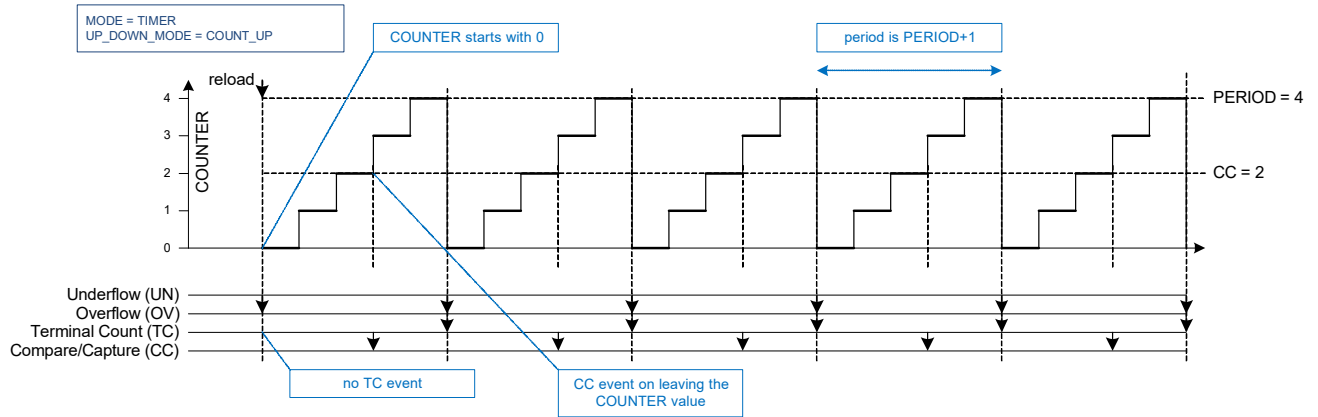 MODE = TIMER
UP_DOWN_MODE = COUNT_UP
COUNTER starts with 0
period is PERIOD+1
reload
COUNTER
4
3
2
1
0
PERIOD = 4
CC = 2
Underflow (UN)
Overflow (OV)
Terminal Count (TC)
Compare/Capture (CC)
no TC event
CC event on leaving the
COUNTER value